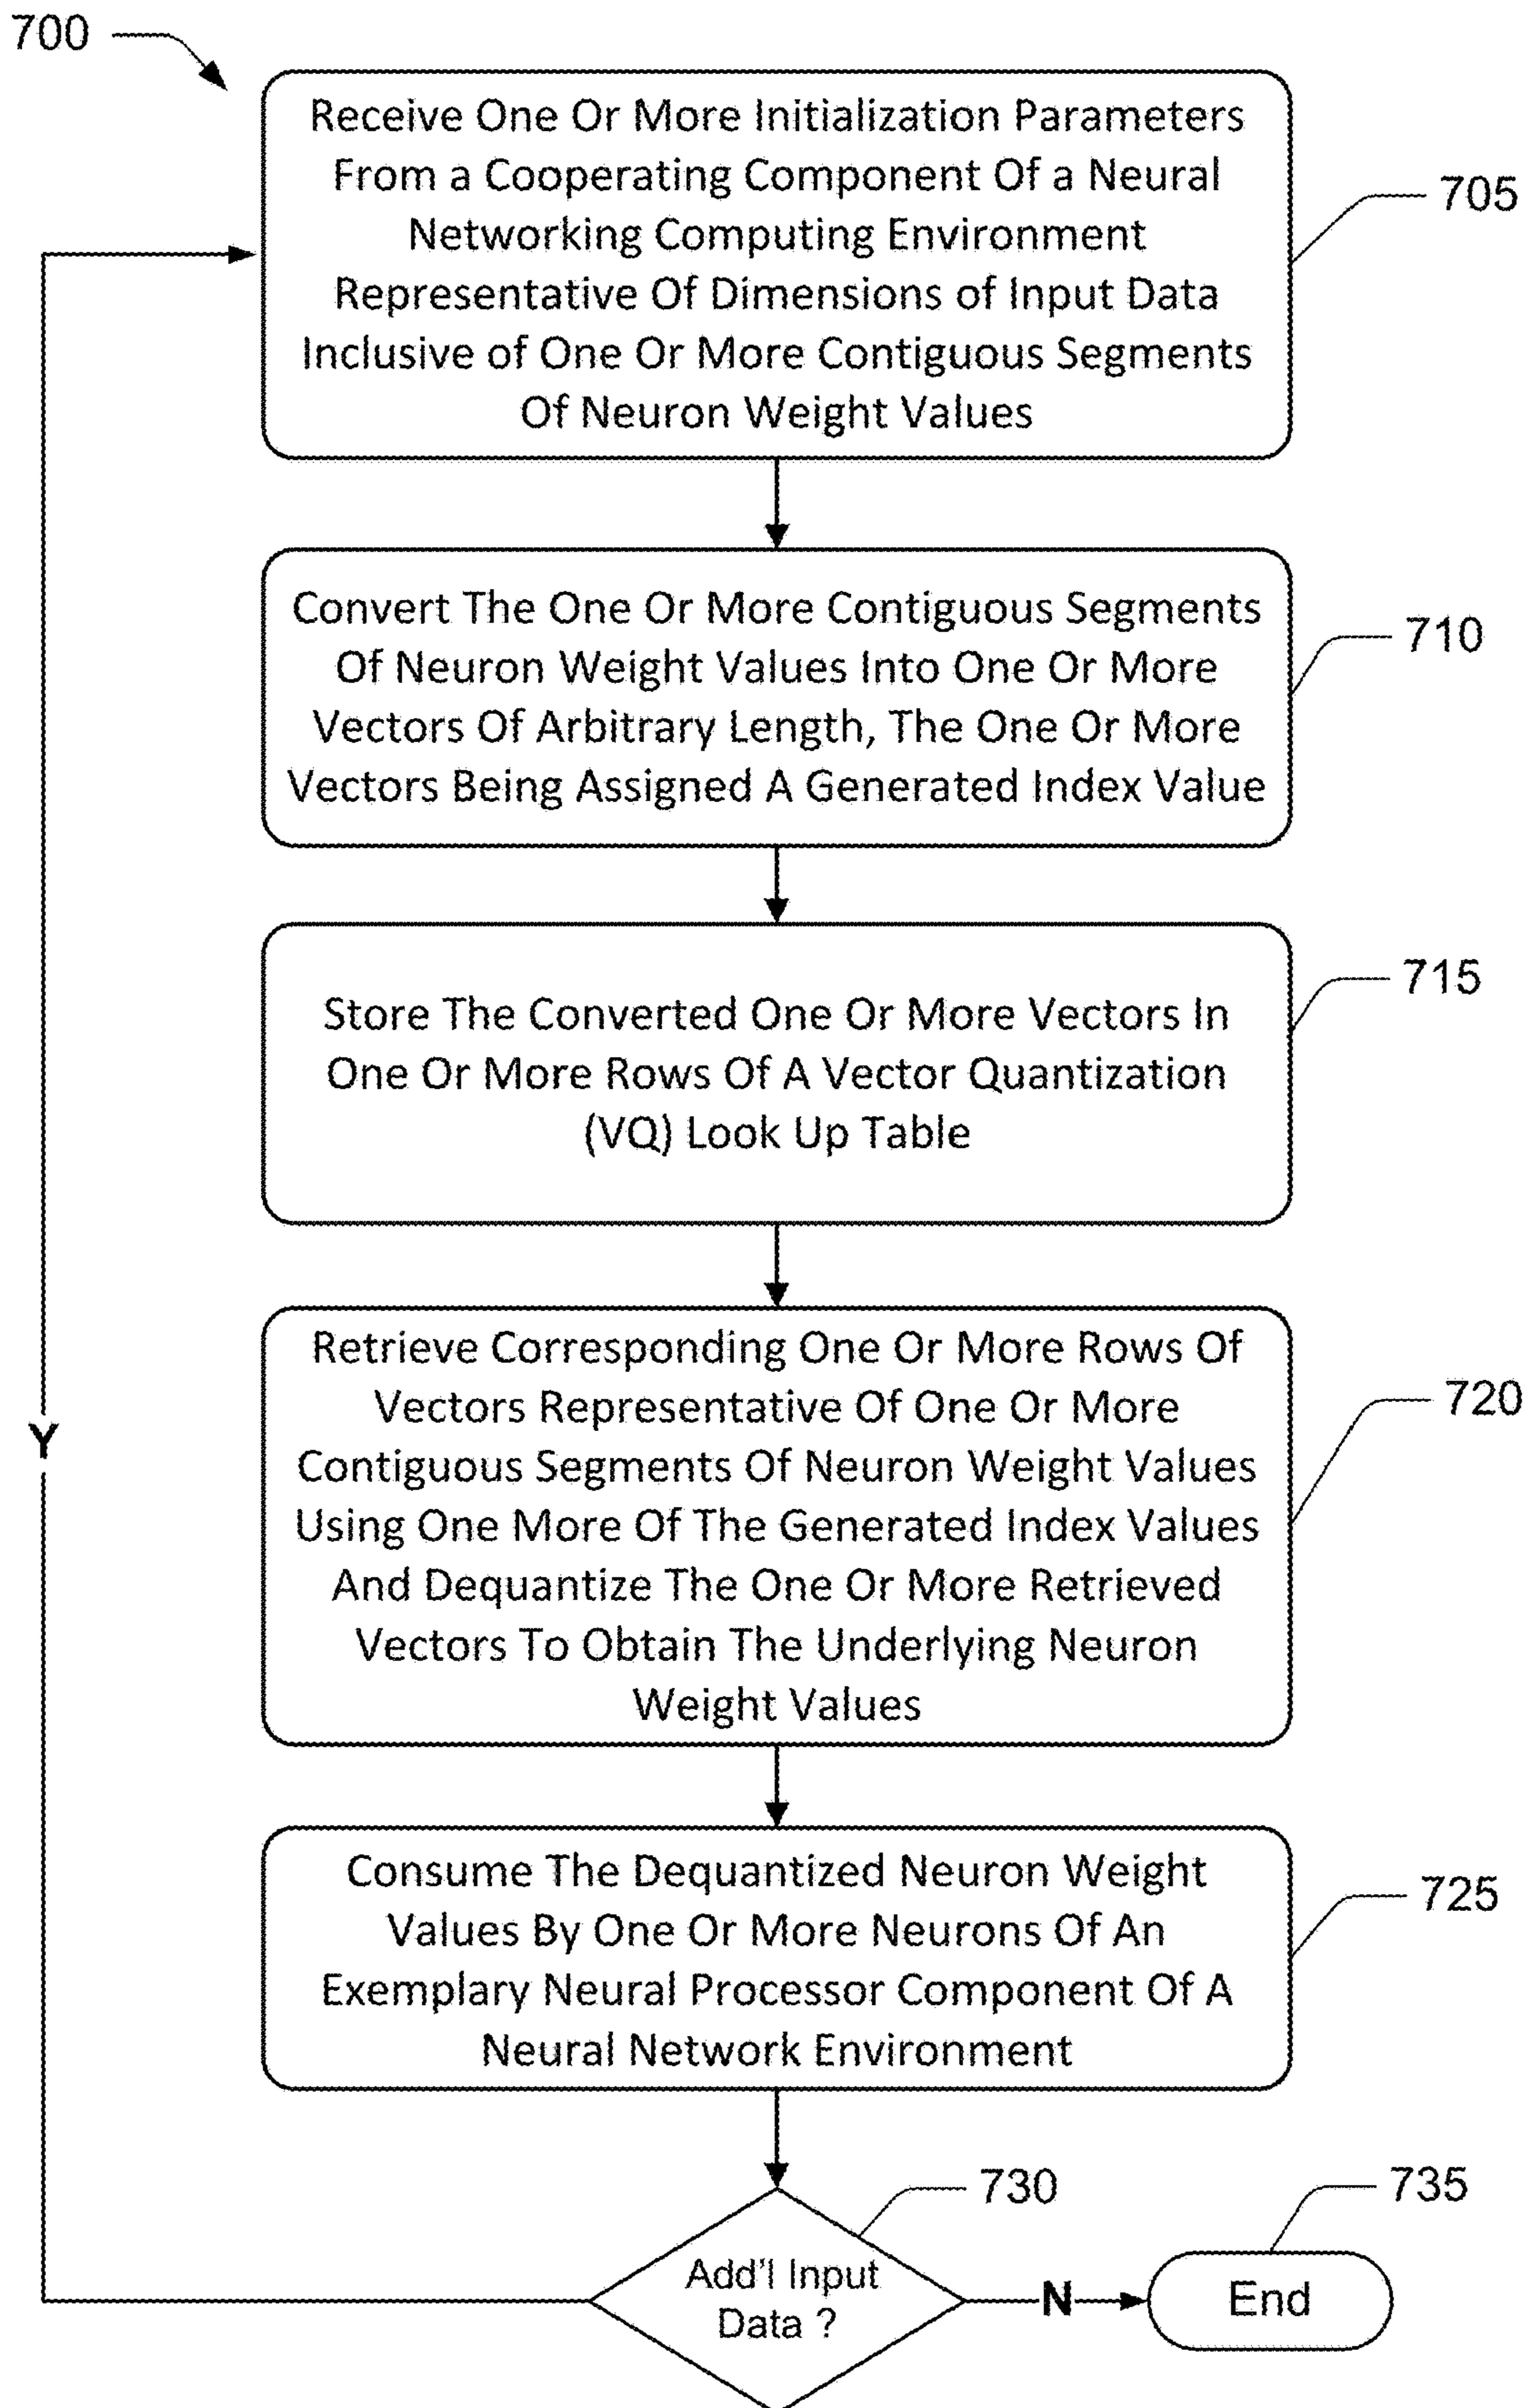 700
Receive One Or More Initialization Parameters
From a Cooperating Component Of a Neural
Networking Computing Environment
Representative Of Dimensions of Input Data
Inclusive of One Or More Contiguous Segments
Of Neuron Weight Values
705
Convert The One Or More Contiguous Segments
Of Neuron Weight Values Into One Or More
Vectors Of Arbitrary Length, The One Or More
Vectors Being Assigned A Generated Index Value
710
Store The Converted One Or More Vectors In
One Or More Rows Of A Vector Quantization
(VQ) Look Up Table
715
Retrieve Corresponding One Or More Rows Of
Vectors Representative Of One Or More
Contiguous Segments Of Neuron Weight Values
Using One More Of The Generated Index Values
And Dequantize The One Or More Retrieved
Vectors To Obtain The Underlying Neuron
Weight Values
720
Y
Consume The Dequantized Neuron Weight
Values By One Or More Neurons Of An
Exemplary Neural Processor Component Of A
Neural Network Environment
725
730
Add'l Input
Data ?
N
735
End